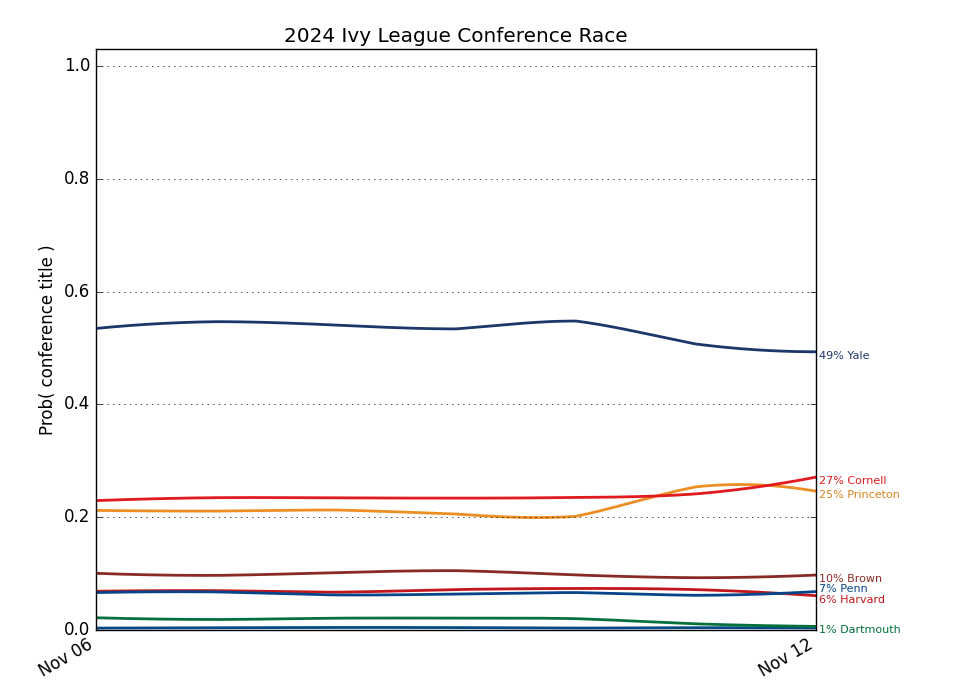 2024 Ivy League Conference Race
Prob( conference title )
1.0
0.8
0.6
0.4
0.2
0.0
Nov 06
Nov 12
49% Yale
27% Cornell
25% Princeton
10% Brown
7% Penn
6% Harvard
1% Dartmouth